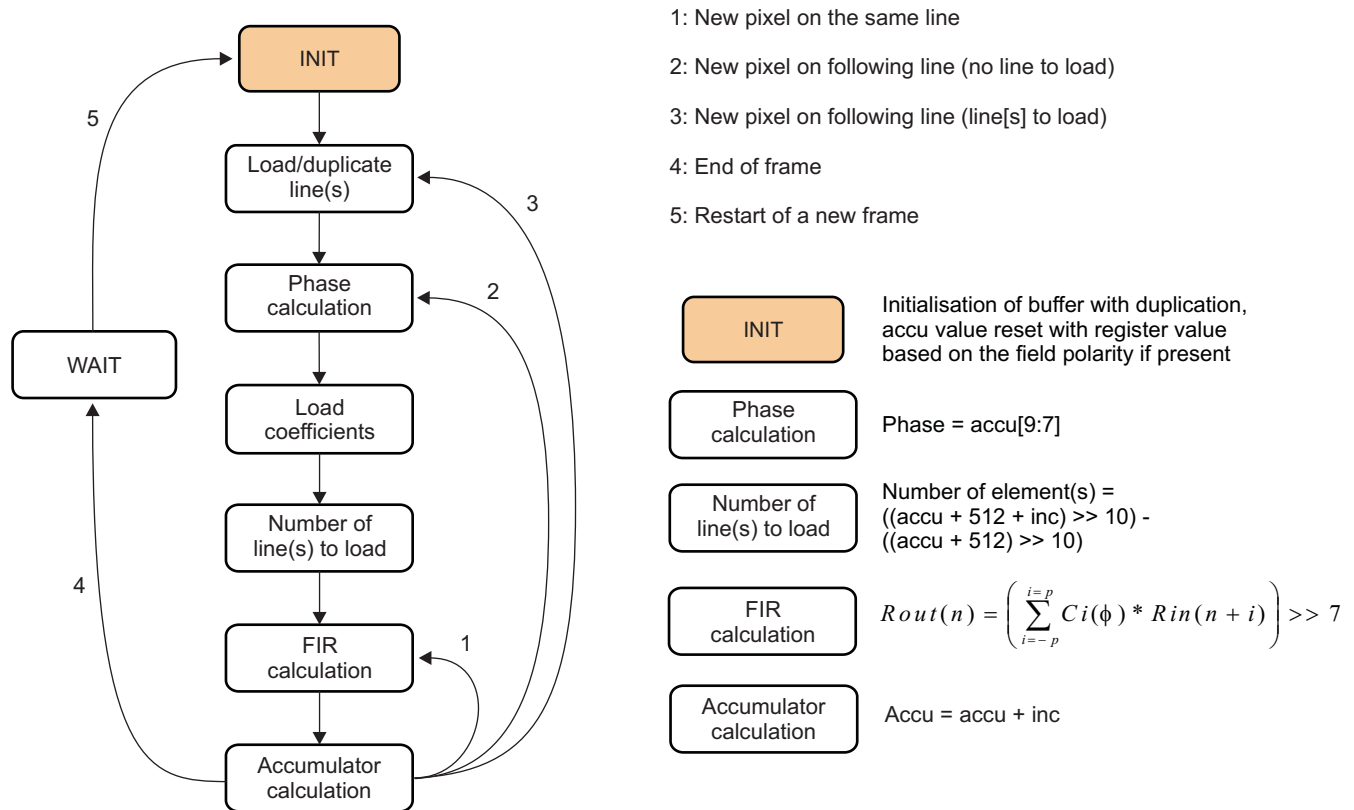 INIT
5
Load/duplicate
line(s)
3
Phase
calculation
2
WAIT
Load
coefficients
Number of
line(s) to load
4
FIR
calculation
1
Accumulator
calculation
1: New pixel on the same line
2: New pixel on following line (no line to load)
3: New pixel on following line (line[s] to load)
4: End of frame
5: Restart of a new frame
INIT
Initialisation of buffer with duplication,
accu value reset with register value
based on the field polarity if present
Phase
calculation
Phase = accu[9:7]
Number of
line(s) to load
Number of element(s) =
((accu + 512 + inc) >> 10) -
((accu + 512) >> 10)
FIR
calculation
Rout(n) = ( ∑ i=-p i=p Ci(ϕ) * Rin(n + i) ) >> 7
Accumulator
calculation
Accu = accu + inc